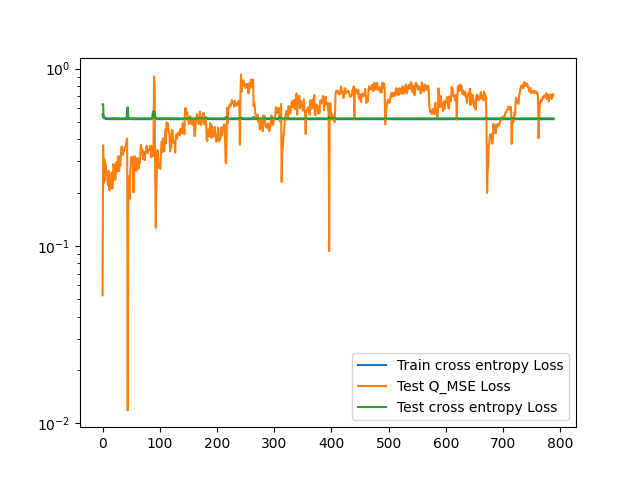 10⁰
10⁻¹
10⁻²
0 100 200 300 400 500 600 700 800
Train cross entropy Loss
Test Q_MSE Loss
Test cross entropy Loss